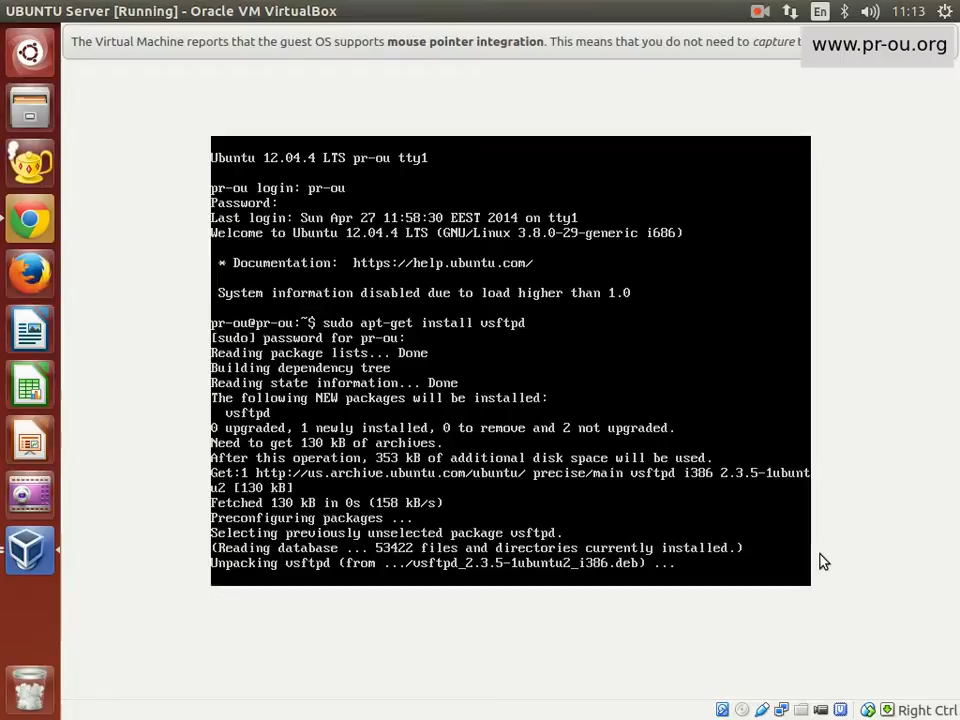 UBUNTU Server [Running] - Oracle VM VirtualBox
En
11:13
The Virtual Machine reports that the guest OS supports mouse pointer integration. This means that you do not need to capture
www.pr-ou.org
Ubuntu 12.04.4 LTS pr-ou tty1
pr-ou login: pr-ou
Password:
Last login: Sun Apr 27 11:58:30 EEST 2014 on tty1
Welcome to Ubuntu 12.04.4 LTS (GNU/Linux 3.8.0-29-generic i686)
* Documentation:  https://help.ubuntu.com/
System information disabled due to load higher than 1.0
pr-ou@pr-ou:~$ sudo apt-get install vsftpd
[sudo] password for pr-ou:
Reading package lists... Done
Building dependency tree
Reading state information... Done
The following NEW packages will be installed:
vsftpd
0 upgraded, 1 newly installed, 0 to remove and 2 not upgraded.
Need to get 130 kB of archives.
After this operation, 353 kB of additional disk space will be used.
Get:1 http://us.archive.ubuntu.com/ubuntu/ precise/main vsftpd i386 2.3.5-1ubunt
u2 [130 kB]
Fetched 130 kB in 0s (158 kB/s)
Preconfiguring packages ...
Selecting previously unselected package vsftpd.
(Reading database ... 53422 files and directories currently installed.)
Unpacking vsftpd (from .../vsftpd_2.3.5-1ubuntu2_i386.deb) ...
Right Ctrl